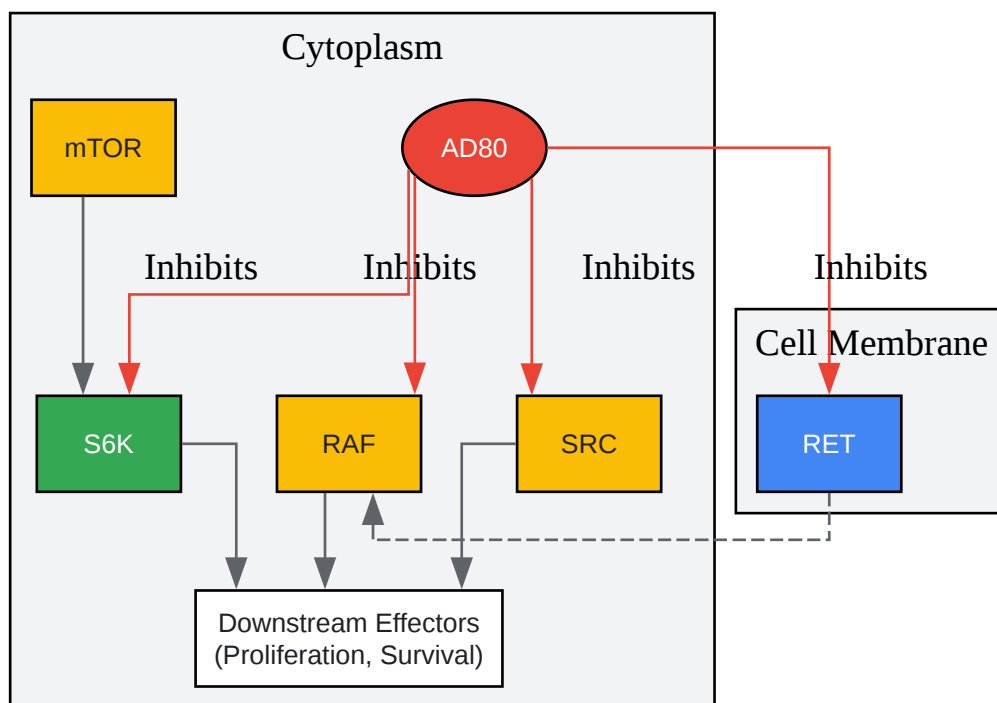 Cytoplasm
mTOR
AD80
Inhibits
Inhibits
Inhibits
Inhibits
Cell Membrane
S6K
RAF
SRC
RET
Downstream Effectors
(Proliferation, Survival)